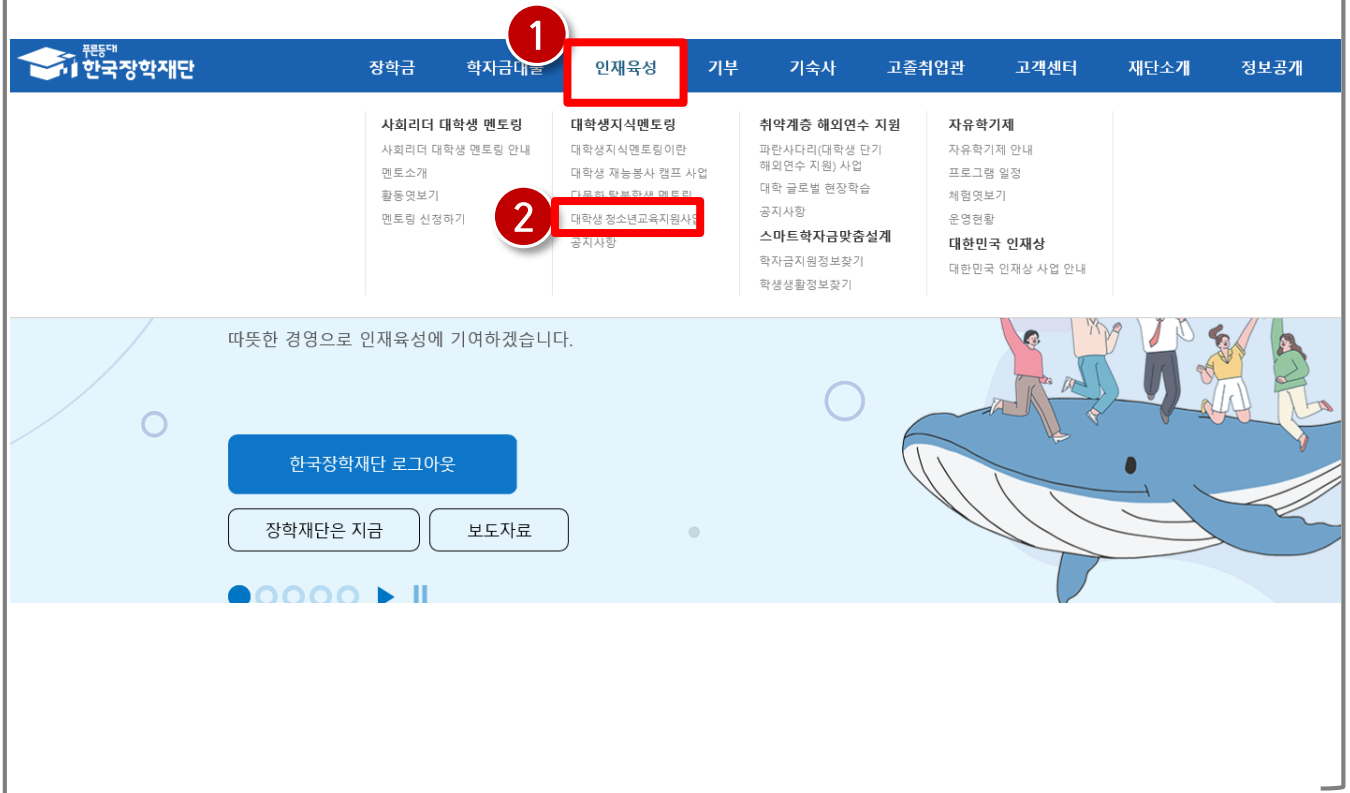 1
푸른등대
한국장학재단
장학금 학자금대출 인재육성 기부 기숙사 고졸취업관 고객센터 재단소개 정보공개
사회리더 대학생 멘토링
사회리더 대학생 멘토링 안내
멘토소개
활동엿보기
멘토링 신청하기
대학생지식멘토링
대학생지식멘토링이란
대학생 재능봉사 캠프 사업
다문화·탈북학생 멘토링
2
대학생 청소년교육지원사업
공지사항
취약계층 해외연수 지원
파란사다리(대학생 단기
해외연수 지원) 사업
대학 글로벌 현장학습
공지사항
스마트학자금맞춤설계
학자금지원정보찾기
학생생활정보찾기
자유학기제
자유학기제 안내
프로그램 일정
체험엿보기
운영현황
대한민국 인재상
대한민국 인재상 사업 안내
따뜻한 경영으로 인재육성에 기여하겠습니다.
한국장학재단 로그아웃
장학재단은 지금 보도자료